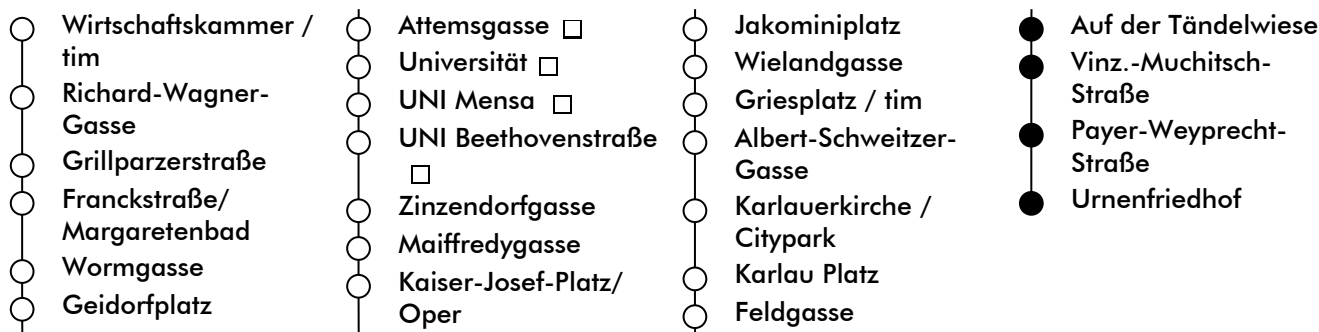 Wirtschaftskammer /
tim
Richard-Wagner-
Gasse
Grillparzerstraße
Franckstraße/
Margaretenbad
Wormgasse
Geidorfplatz
Attemsgasse
Universität
UNI Mensa
UNI Beethovenstraße
Zinzendorfgasse
Maiffredygasse
Kaiser-Josef-Platz/
Oper
Jakominiplatz
Wielandgasse
Griesplatz / tim
Albert-Schweitzer-
Gasse
Karlauerkirche /
Citypark
Karlau Platz
Feldgasse
Auf der Tändelwiese
Vinz.-Muchitsch-
Straße
Payer-Weyprecht-
Straße
Urnenfriedhof